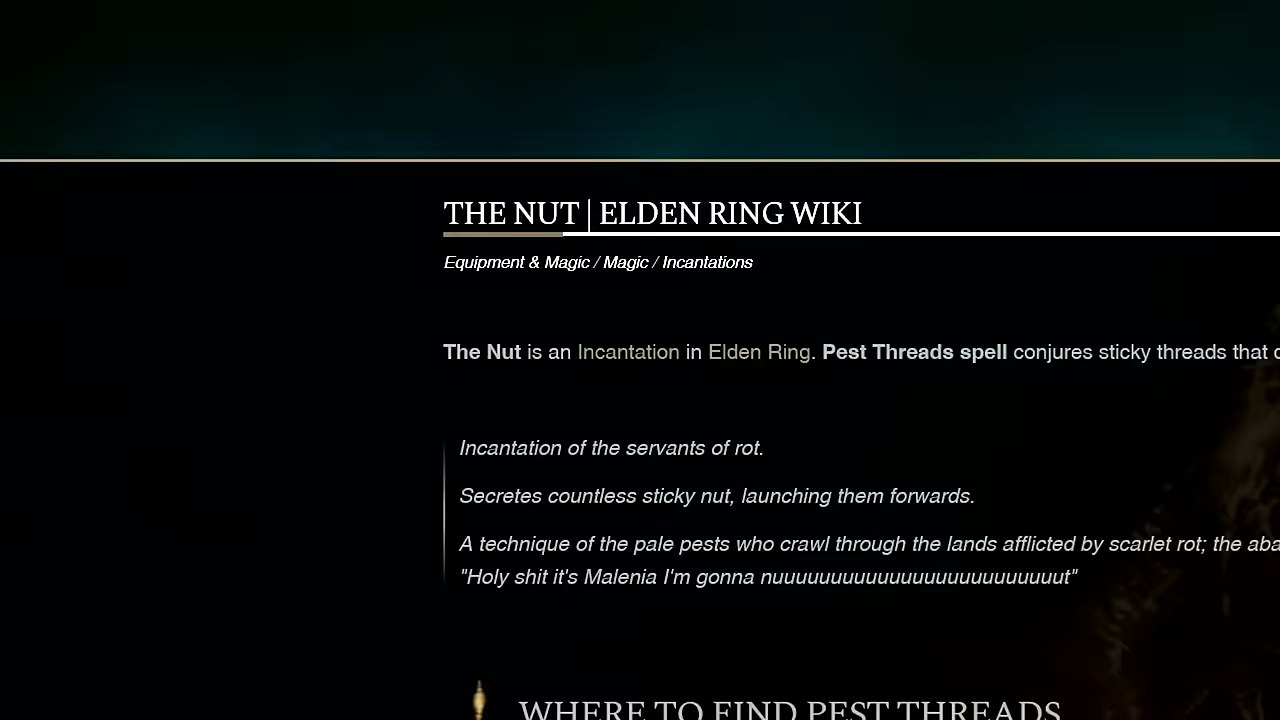 THE NUT | ELDEN RING WIKI
Equipment & Magic / Magic / Incantations
The Nut is an Incantation in Elden Ring. Pest Threads spell conjures sticky threads that
Incantation of the servants of rot.
Secretes countless sticky nut, launching them forwards.
A technique of the pale pests who crawl through the lands afflicted by scarlet rot; the
"Holy shit it's Malenia I'm gonna nuuuuuuuuuuuuuuuuuuuuuuuuuut"
WHERE TO FIND PEST THREADS